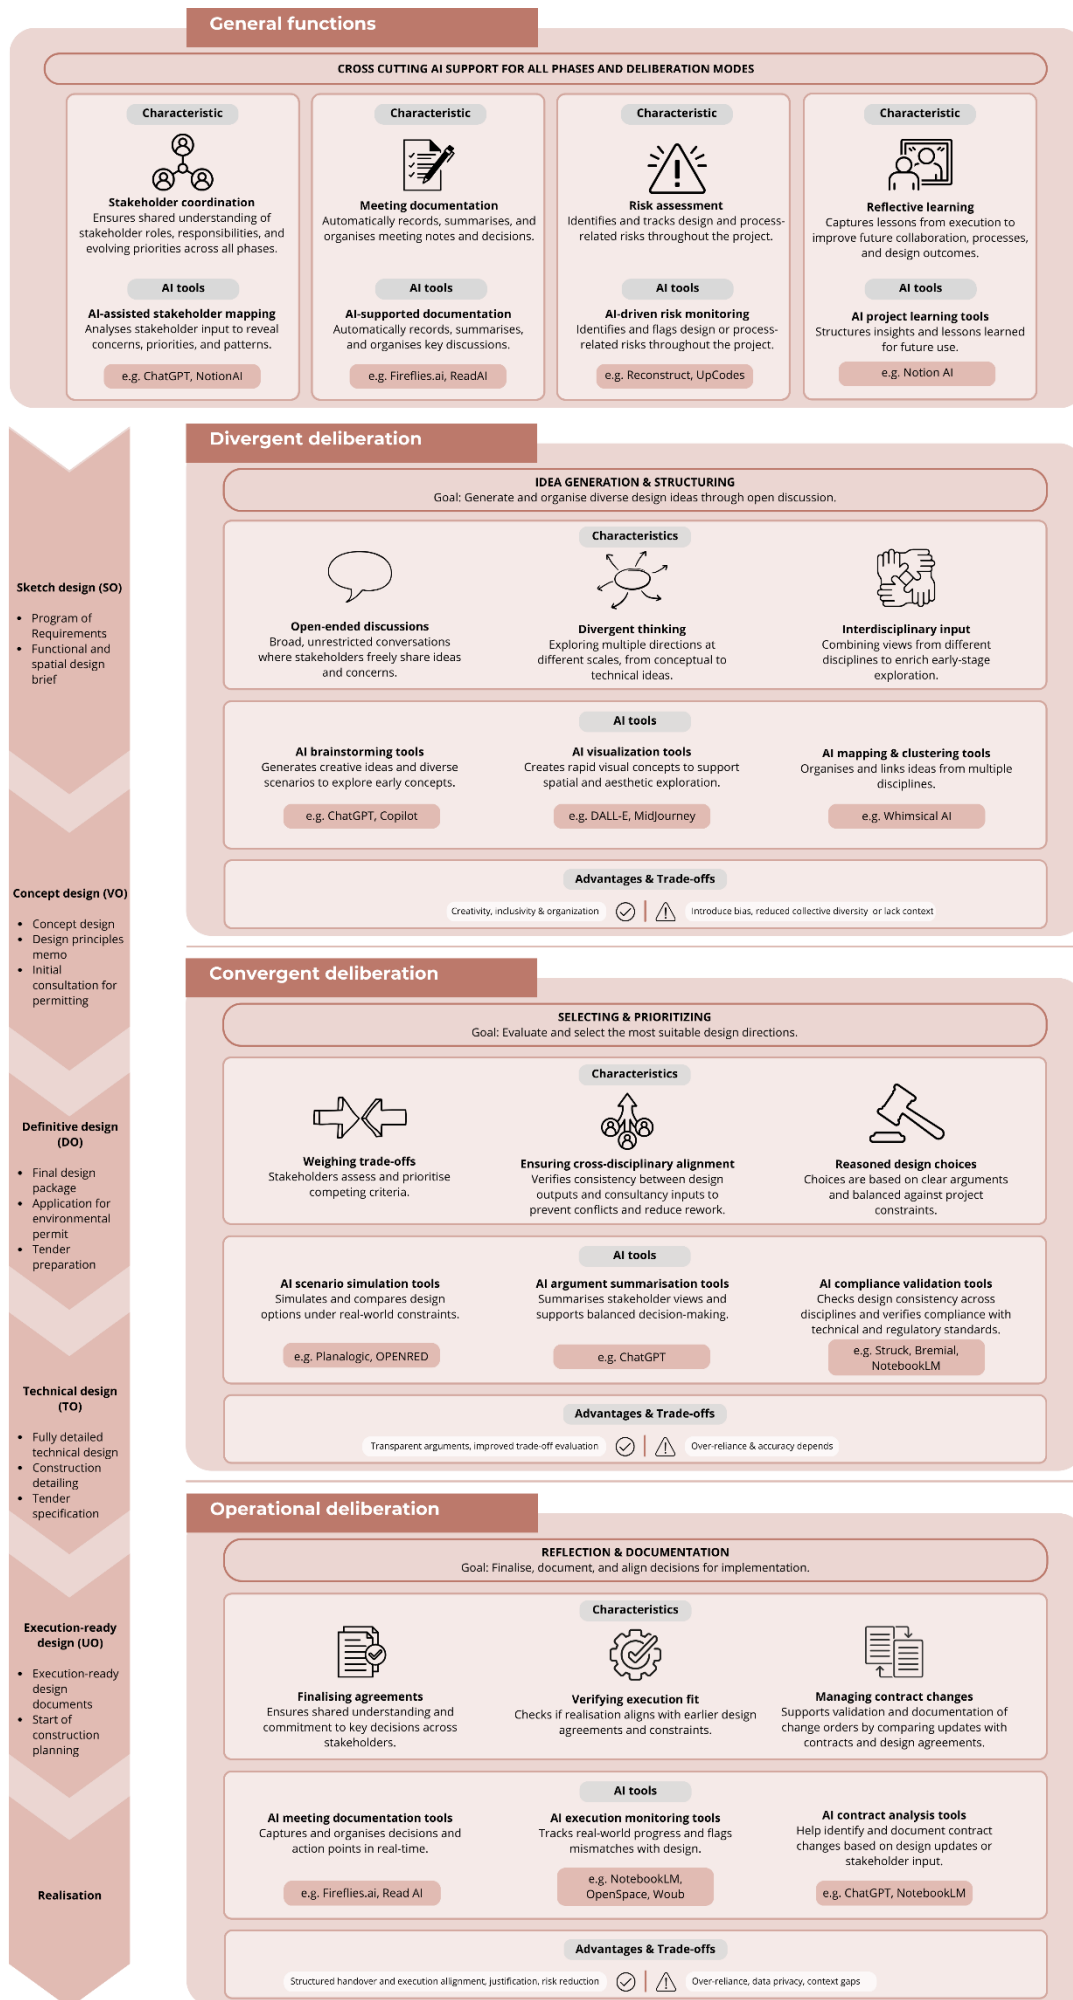 General functions
CROSS CUTTING AI SUPPORT FOR ALL PHASES AND DELIBERATION MODES
Characteristic
Stakeholder coordination
Ensures shared understanding of
stakeholder roles, responsibilities, and
evolving priorities across all phases.
AI tools
AI-assisted stakeholder mapping
Analyses stakeholder input to reveal
concerns, priorities, and patterns.
e.g. ChatGPT, NotionAI
Characteristic
Meeting documentation
Automatically records, summarises, and
organises meeting notes and decisions.
AI tools
AI-supported documentation
Automatically records, summarises,
and organises key discussions.
e.g. Fireflies.ai, ReadAI
Characteristic
Risk assessment
Identifies and tracks design and process-
related risks throughout the project.
AI tools
AI-driven risk monitoring
Identifies and flags design or process-
related risks throughout the project.
e.g. Reconstruct, UpCodes
Characteristic
Reflective learning
Captures lessons from execution to
improve future collaboration, processes,
and design outcomes.
AI tools
AI project learning tools
Structures insights and lessons learned
for future use.
e.g. Notion AI
Sketch design (SO)
• Program of
Requirements
• Functional and
spatial design
brief
Concept design (VO)
• Concept design
• Design principles
memo
• Initial
consultation for
permitting
Definitive design
(DO)
• Final design
package
• Application for
environmental
permit
• Tender
preparation
Technical design
(TO)
• Fully detailed
technical design
• Construction
detailing
• Tender
specification
Execution-ready
design (UO)
• Execution-ready
design
documents
• Start of
construction
planning
Realisation
Divergent deliberation
IDEA GENERATION & STRUCTURING
Goal: Generate and organise diverse design ideas through open discussion.
Characteristics
Open-ended discussions
Broad, unrestricted conversations
where stakeholders freely share ideas
and concerns.
Divergent thinking
Exploring multiple directions at
different scales, from conceptual to
technical ideas.
Interdisciplinary input
Combining views from different
disciplines to enrich early-stage
exploration.
AI tools
AI brainstorming tools
Generates creative ideas and diverse
scenarios to explore early concepts.
e.g. ChatGPT, Copilot
AI visualization tools
Creates rapid visual concepts to support
spatial and aesthetic exploration.
e.g. DALL-E, MidJourney
AI mapping & clustering tools
Organises and links ideas from multiple
disciplines.
e.g. Whimsical AI
Advantages & Trade-offs
Creativity, inclusivity & organization
Introduce bias, reduced collective diversity or lack context
Convergent deliberation
SELECTING & PRIORITIZING
Goal: Evaluate and select the most suitable design directions.
Characteristics
Weighing trade-offs
Stakeholders assess and prioritise
competing criteria.
Ensuring cross-disciplinary alignment
Verifies consistency between design
outputs and consultancy inputs to
prevent conflicts and reduce rework.
Reasoned design choices
Choices are based on clear arguments
and balanced against project
constraints.
AI tools
AI scenario simulation tools
Simulates and compares design
options under real-world constraints.
e.g. Planalogic, OPENRED
AI argument summarisation tools
Summarises stakeholder views and
supports balanced decision-making.
e.g. ChatGPT
AI compliance validation tools
Checks design consistency across
disciplines and verifies compliance with
technical and regulatory standards.
e.g. Struck, Bremial,
NotebookLM
Advantages & Trade-offs
Transparent arguments, improved trade-off evaluation
Over-reliance & accuracy depends
Operational deliberation
REFLECTION & DOCUMENTATION
Goal: Finalise, document, and align decisions for implementation.
Characteristics
Finalising agreements
Ensures shared understanding and
commitment to key decisions across
stakeholders.
Verifying execution fit
Checks if realisation aligns with earlier design
agreements and constraints.
Managing contract changes
Supports validation and documentation of
change orders by comparing updates with
contracts and design agreements.
AI tools
AI meeting documentation tools
Captures and organises decisions and
action points in real-time.
e.g. Fireflies.ai, Read AI
AI execution monitoring tools
Tracks real-world progress and flags
mismatches with design.
e.g. NotebookLM,
OpenSpace, Woub
AI contract analysis tools
Help identify and document contract
changes based on design updates or
stakeholder input.
e.g. ChatGPT, NotebookLM
Advantages & Trade-offs
Structured handover and execution allignment, justification, risk reduction
Over-reliance, data privacy, context gaps